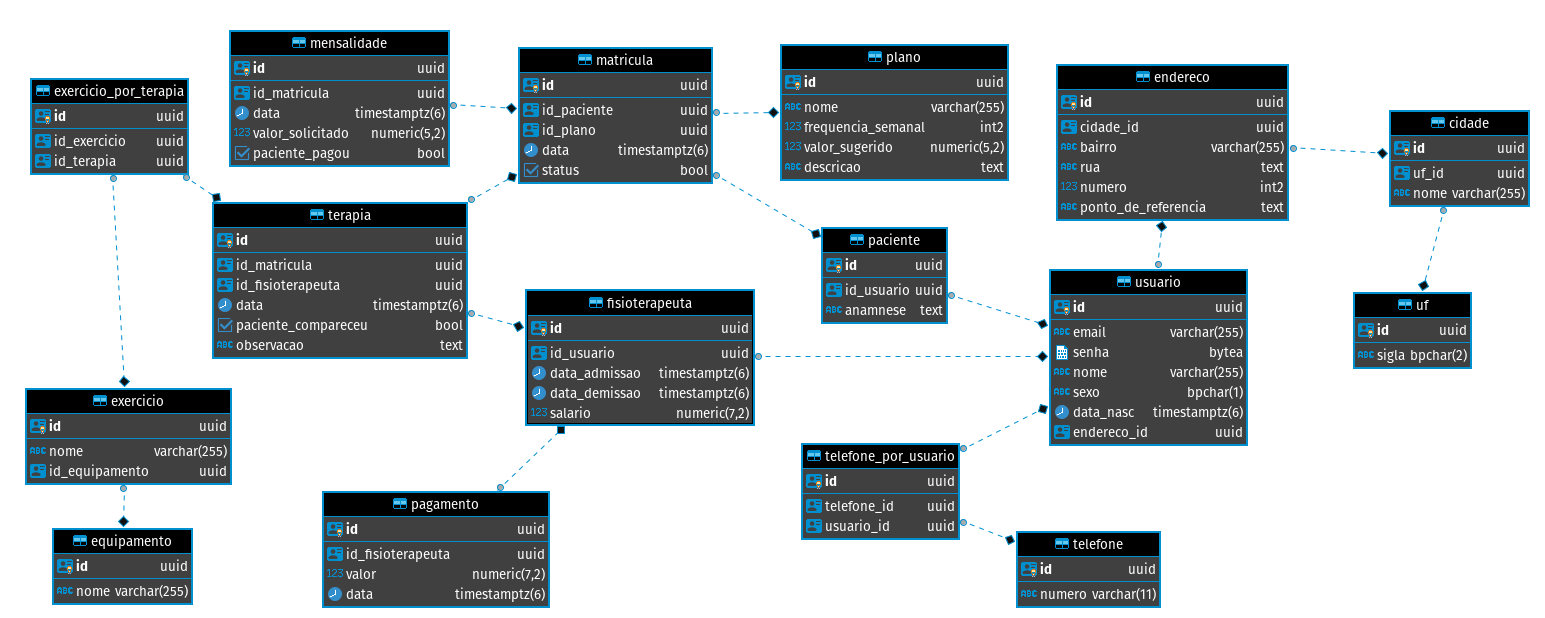 mensalidade
id uuid
id_matricula uuid
data timestamptz(6)
valor_solicitado numeric(5,2)
paciente_pagou bool
matricula
id uuid
id_paciente uuid
id_plano uuid
data timestamptz(6)
status bool
plano
id uuid
ABC nome varchar(255)
123 frequencia_semanal int2
123 valor_sugerido numeric(5,2)
ABC descricao text
endereco
id uuid
cidade_id uuid
ABC bairro varchar(255)
ABC rua text
123 numero int2
ABC ponto_de_referencia text
cidade
id uuid
uf_id uuid
ABC nome varchar(255)
exercicio_por_terapia
id uuid
id_exercicio uuid
id_terapia uuid
terapia
id uuid
id_matricula uuid
id_fisioterapeuta uuid
data timestamptz(6)
paciente_compareceu bool
ABC observacao text
paciente
id uuid
id_usuario uuid
ABC anamnese text
fisioterapeuta
id uuid
id_usuario uuid
data_admissao timestamptz(6)
data_demissao timestamptz(6)
123 salario numeric(7,2)
usuario
id uuid
ABC email varchar(255)
senha bytea
ABC nome varchar(255)
ABC sexo bpchar(1)
data_nasc timestamptz(6)
endereco_id uuid
uf
id uuid
ABC sigla bpchar(2)
exercicio
id uuid
ABC nome varchar(255)
id_equipamento uuid
equipamento
id uuid
ABC nome varchar(255)
pagamento
id uuid
id_fisioterapeuta uuid
123 valor numeric(7,2)
data timestamptz(6)
telefone_por_usuario
id uuid
telefone_id uuid
usuario_id uuid
telefone
id uuid
ABC numero varchar(11)